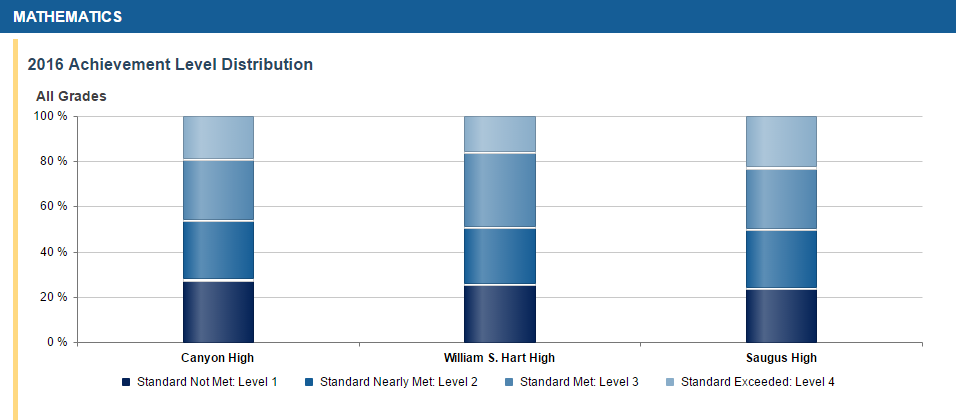 MATHEMATICS
2016 Achievement Level Distribution
All Grades
100 %
80 %
60 %
40 %
20 %
0 %
Canyon High William S. Hart High Saugus High
Standard Not Met: Level 1 Standard Nearly Met: Level 2 Standard Met: Level 3 Standard Exceeded: Level 4